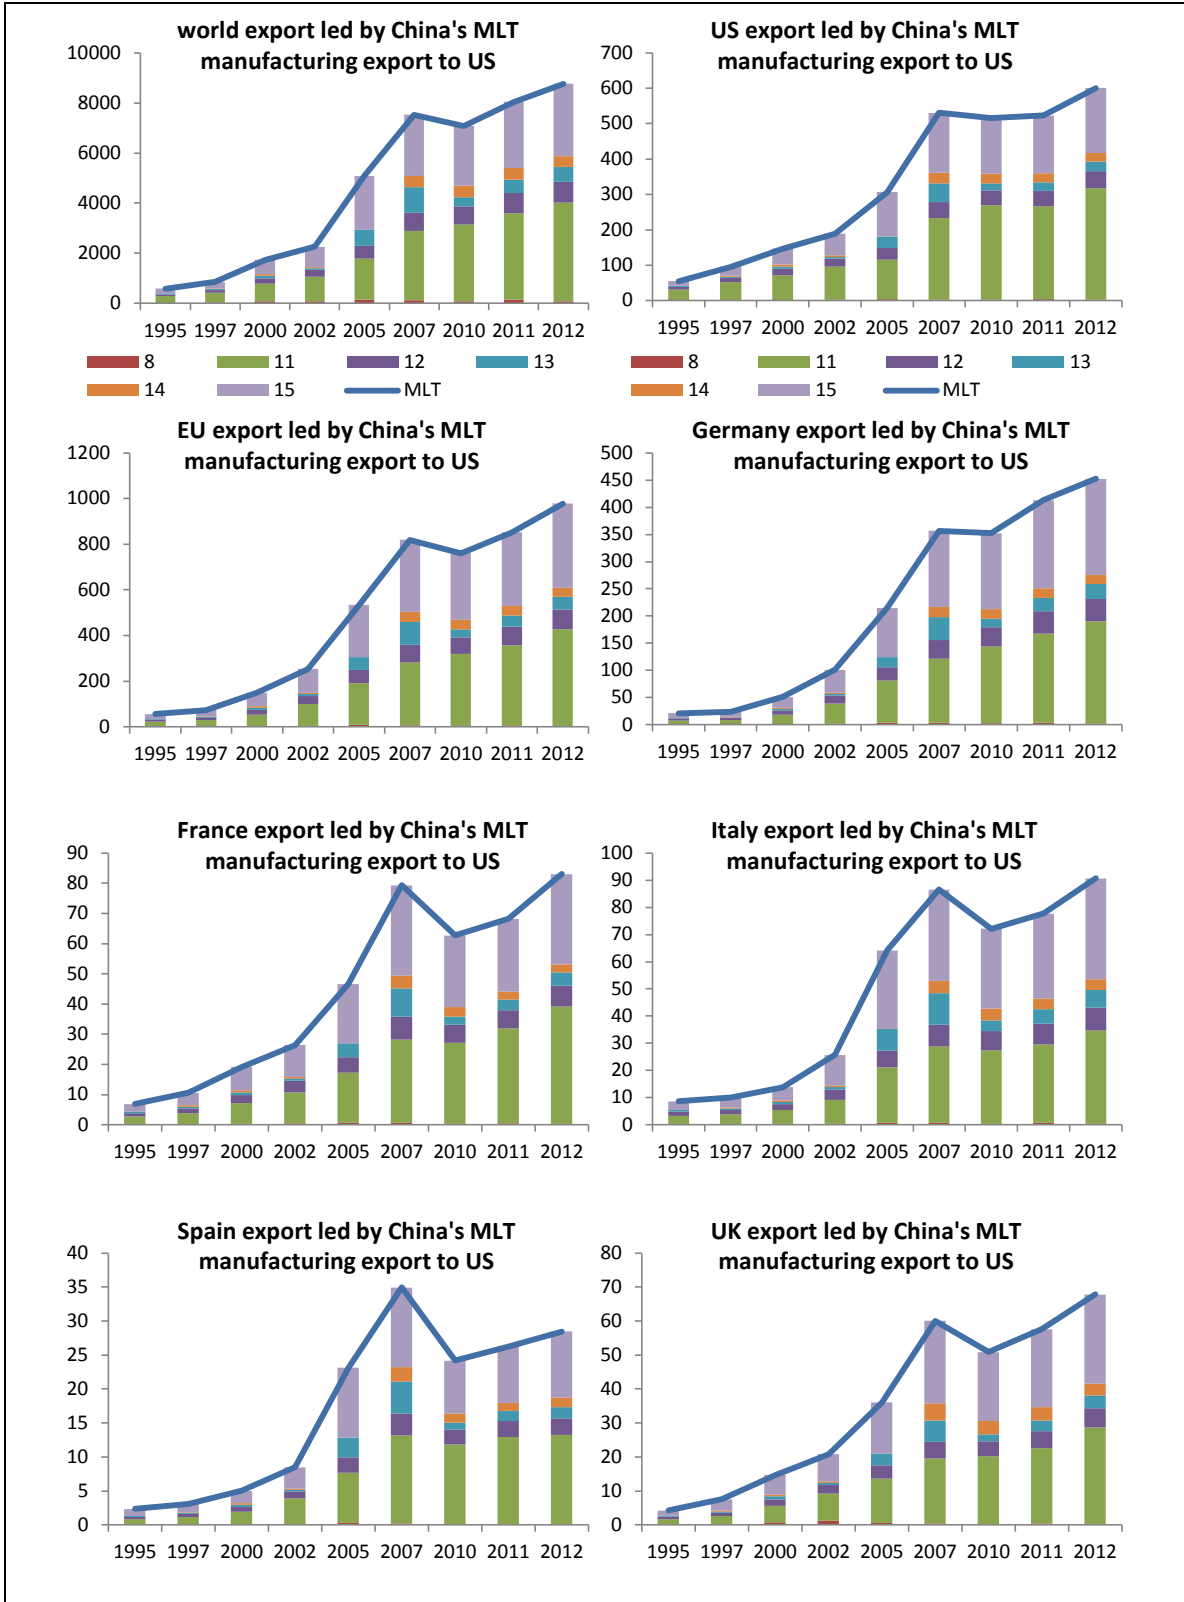 world export led by China's MLT
manufacturing export to US
10000
8000
6000
4000
2000
0
1995 1997 2000 2002 2005 2007 2010 2011 2012
8 11 12 13
14 15 MLT
US export led by China's MLT
manufacturing export to US
700
600
500
400
300
200
100
0
1995 1997 2000 2002 2005 2007 2010 2011 2012
8 11 12 13
14 15 MLT
EU export led by China's MLT
manufacturing export to US
1200
1000
800
600
400
200
0
1995 1997 2000 2002 2005 2007 2010 2011 2012
Germany export led by China's MLT
manufacturing export to US
500
450
400
350
300
250
200
150
100
50
0
1995 1997 2000 2002 2005 2007 2010 2011 2012
France export led by China's MLT
manufacturing export to US
90
80
70
60
50
40
30
20
10
0
1995 1997 2000 2002 2005 2007 2010 2011 2012
Italy export led by China's MLT
manufacturing export to US
100
90
80
70
60
50
40
30
20
10
0
1995 1997 2000 2002 2005 2007 2010 2011 2012
Spain export led by China's MLT
manufacturing export to US
40
35
30
25
20
15
10
5
0
1995 1997 2000 2002 2005 2007 2010 2011 2012
UK export led by China's MLT
manufacturing export to US
80
70
60
50
40
30
20
10
0
1995 1997 2000 2002 2005 2007 2010 2011 2012